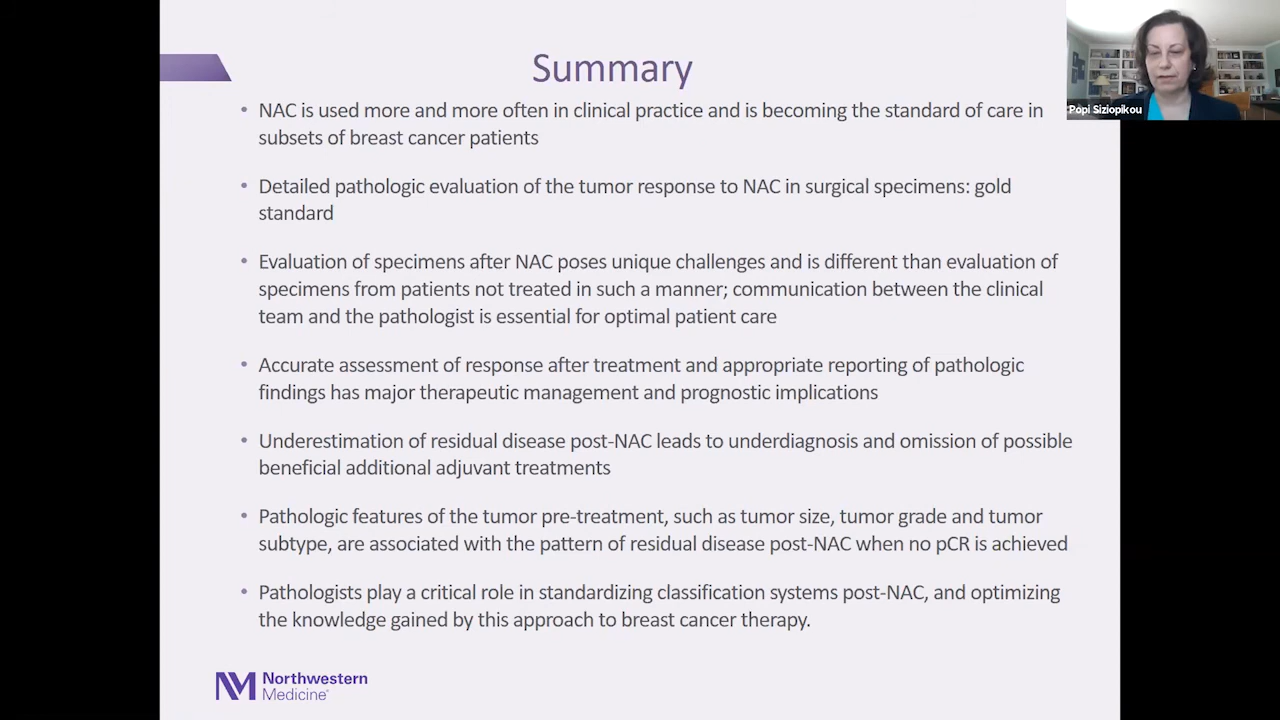 Summary
Popi Siziopikou
• NAC is used more and more often in clinical practice and is becoming the standard of care in
subsets of breast cancer patients
• Detailed pathologic evaluation of the tumor response to NAC in surgical specimens: gold
standard
• Evaluation of specimens after NAC poses unique challenges and is different than evaluation of
specimens from patients not treated in such a manner; communication between the clinical
team and the pathologist is essential for optimal patient care
• Accurate assessment of response after treatment and appropriate reporting of pathologic
findings has major therapeutic management and prognostic implications
• Underestimation of residual disease post-NAC leads to underdiagnosis and omission of possible
beneficial additional adjuvant treatments
• Pathologic features of the tumor pre-treatment, such as tumor size, tumor grade and tumor
subtype, are associated with the pattern of residual disease post-NAC when no pCR is achieved
• Pathologists play a critical role in standardizing classification systems post-NAC, and optimizing
the knowledge gained by this approach to breast cancer therapy.
NM Northwestern
Medicine®